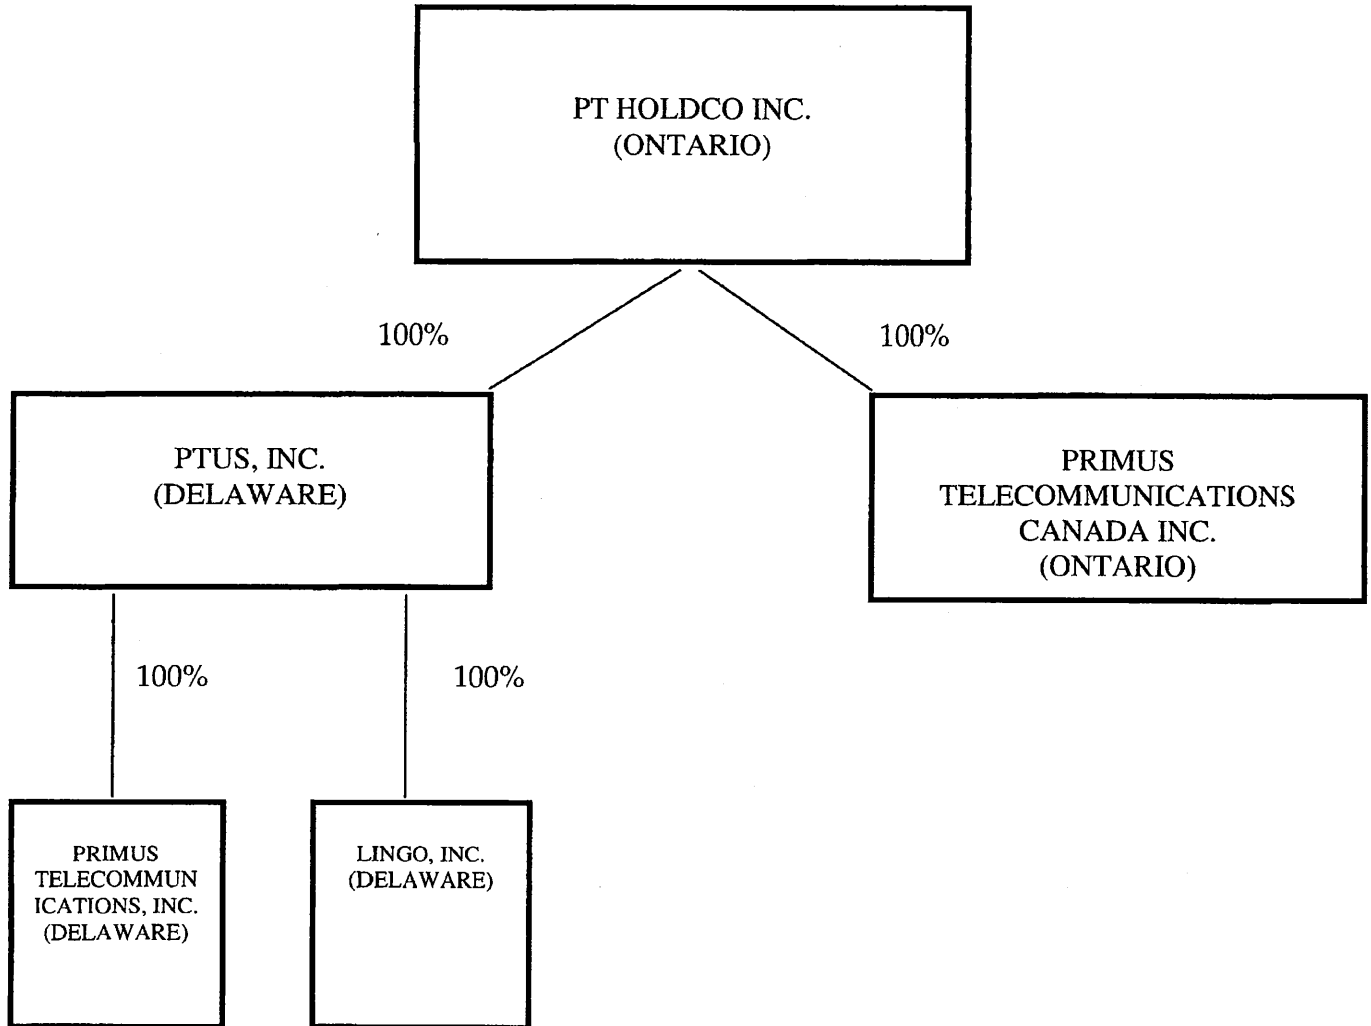 PT HOLDCO INC.
(ONTARIO)
100%
100%
PTUS, INC.
(DELAWARE)
PRIMUS
TELECOMMUNICATIONS
CANADA INC.
(ONTARIO)
100%
100%
PRIMUS
TELECOMMUN
ICATIONS, INC.
(DELAWARE)
LINGO, INC.
(DELAWARE)